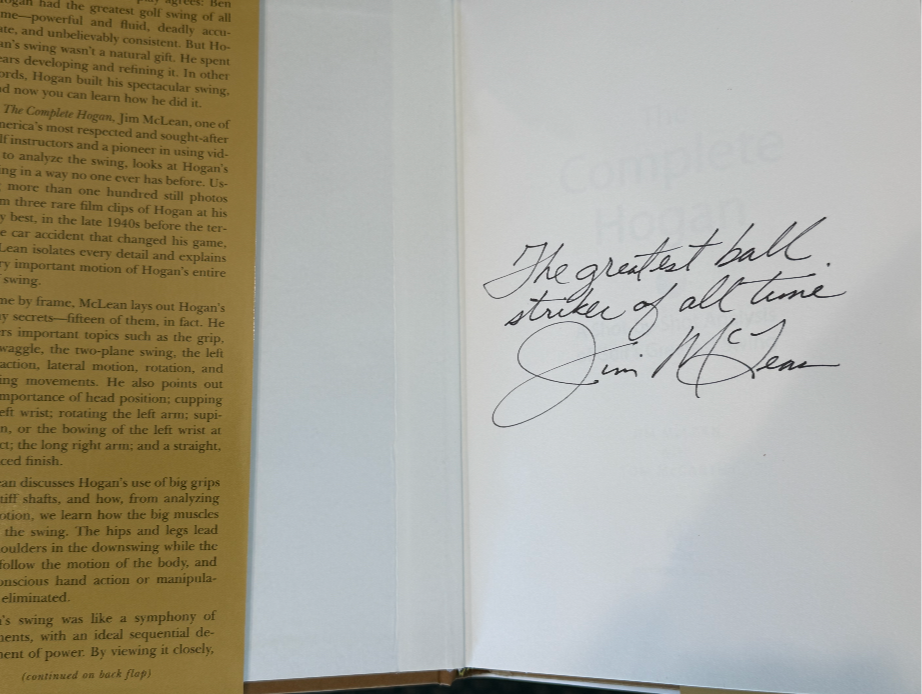 play agrees: Ben
Hogan had the greatest golf swing of all
me—powerful and fluid, deadly accu-
ate, and unbelievably consistent. But Ho-
an's swing wasn't a natural gift. He spent
ears developing and refining it. In other
ords, Hogan built his spectacular swing,
d now you can learn how he did it.
The Complete Hogan, Jim McLean, one of
merica's most respected and sought-after
lf instructors and a pioneer in using vid-
to analyze the swing, looks at Hogan's
ing in a way no one ever has before. Us-
more than one hundred still photos
m three rare film clips of Hogan at his
y best, in the late 1940s before the ter-
e car accident that changed his game,
Lean isolates every detail and explains
ry important motion of Hogan's entire
swing.
me by frame, McLean lays out Hogan's
y secrets—fifteen of them, in fact. He
ers important topics such as the grip,
waggle, the two-plane swing, the left
action, lateral motion, rotation, and
ing movements. He also points out
mportance of head position; cupping
eft wrist; rotating the left arm; supi-
n, or the bowing of the left wrist at
ct; the long right arm; and a straight,
ced finish.
ean discusses Hogan's use of big grips
tiff shafts, and how, from analyzing
otion, we learn how the big muscles
the swing. The hips and legs lead
oulders in the downswing while the
follow the motion of the body, and
onscious hand action or manipula-
eliminated.
's swing was like a symphony of
ments, with an ideal sequential de-
ment of power. By viewing it closely,
(continued on back flap)
The
Complete
Hogan
The greatest ball
striker of all time.
Jim McLean